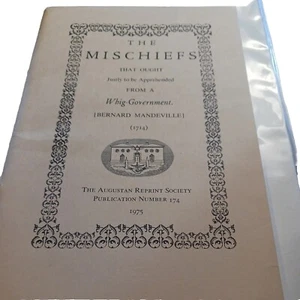 THE
MISCHIEFS
THAT OUGHT
Justly to be Apprehended
FROM A
Whig-Government.
[BERNARD MANDEVILLE]
(1714)
THE AUGUSTAN REPRINT SOCIETY
PUBLICATION NUMBER 174
1975